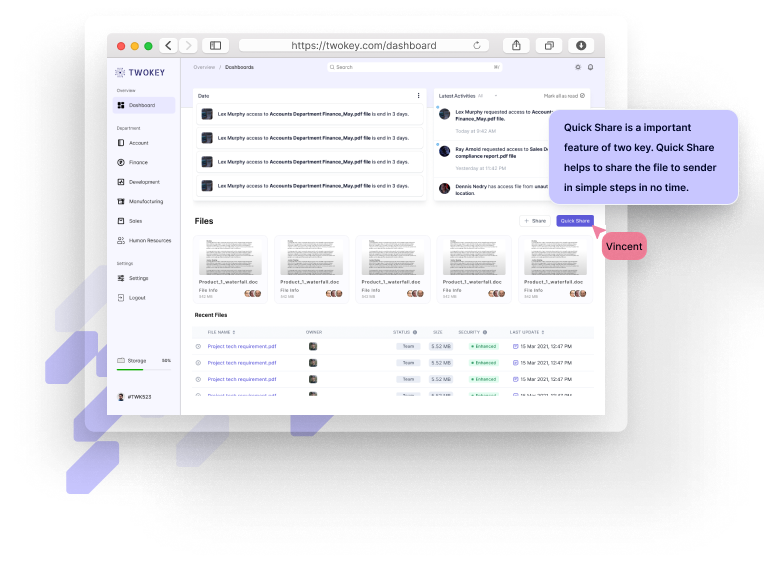 https://twokey.com/dashboard
TWOKEY
Overview
Dashboard
Department
Account
Finance
Development
Manufacturing
Sales
Human Resources
Settings
Settings
Logout
Storage 50%
#TWK523
Overview / Dashboards
Search
Date
Lex Murphy access to Accounts Department Finance_May.pdf file is end in 3 days.
Lex Murphy access to Accounts Department Finance_May.pdf file is end in 3 days.
Lex Murphy access to Accounts Department Finance_May.pdf file is end in 3 days.
Lex Murphy access to Accounts Department Finance_May.pdf file is end in 3 days.
Latest Activities All Mark all as read
Lex Murphy requested access to Accounts
Finance_May.pdf file.
Today at 9:42 AM
Ray Arnold requested access to Sales De
compliance report.pdf file
Yesterday at 11:42 PM
Dennis Nedry has access file from unaut
location.
Quick Share is a important
feature of two key. Quick Share
helps to share the file to sender
in simple steps in no time.
Vincent
Files
+ Share
Quick Share
Product_1_waterfall.doc
File Info
542 MB
Product_1_waterfall.doc
File Info
542 MB
Product_1_waterfall.doc
File Info
542 MB
Product_1_waterfall.doc
File Info
542 MB
Product_1_waterfall.doc
File Info
542 MB
Recent Files
FILE NAME OWNER STATUS SIZE SECURITY LAST UPDATE
Project tech requirement.pdf Team 5.52 MB Enhanced 15 Mar 2021, 12:47 PM
Project tech requirement.pdf Team 5.52 MB Enhanced 15 Mar 2021, 12:47 PM
Project tech requirement.pdf Team 5.52 MB Enhanced 15 Mar 2021, 12:47 PM
Project tech requirement.pdf Team 5.52 MB Enhanced 15 Mar 2021, 12:47 PM